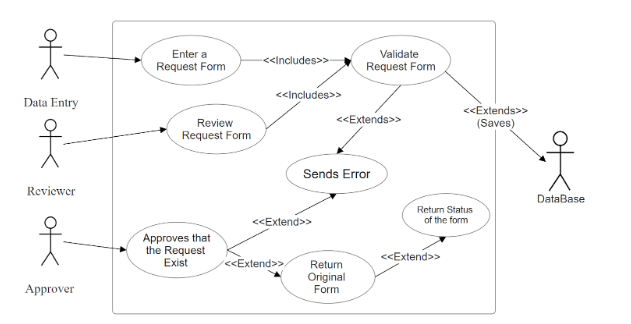 Enter a
Request Form
<<Includes>>
Validate
Request Form
Data Entry
<<Includes>>
<<Extends>>
(Saves)
Review
Request Form
<<Extends>>
Reviewer
Sends Error
DataBase
Return Status
of the form
<<Extend>>
Approves that
the Request
Exist
<<Extend>>
Return
Original
Form
<<Extend>>
Approver